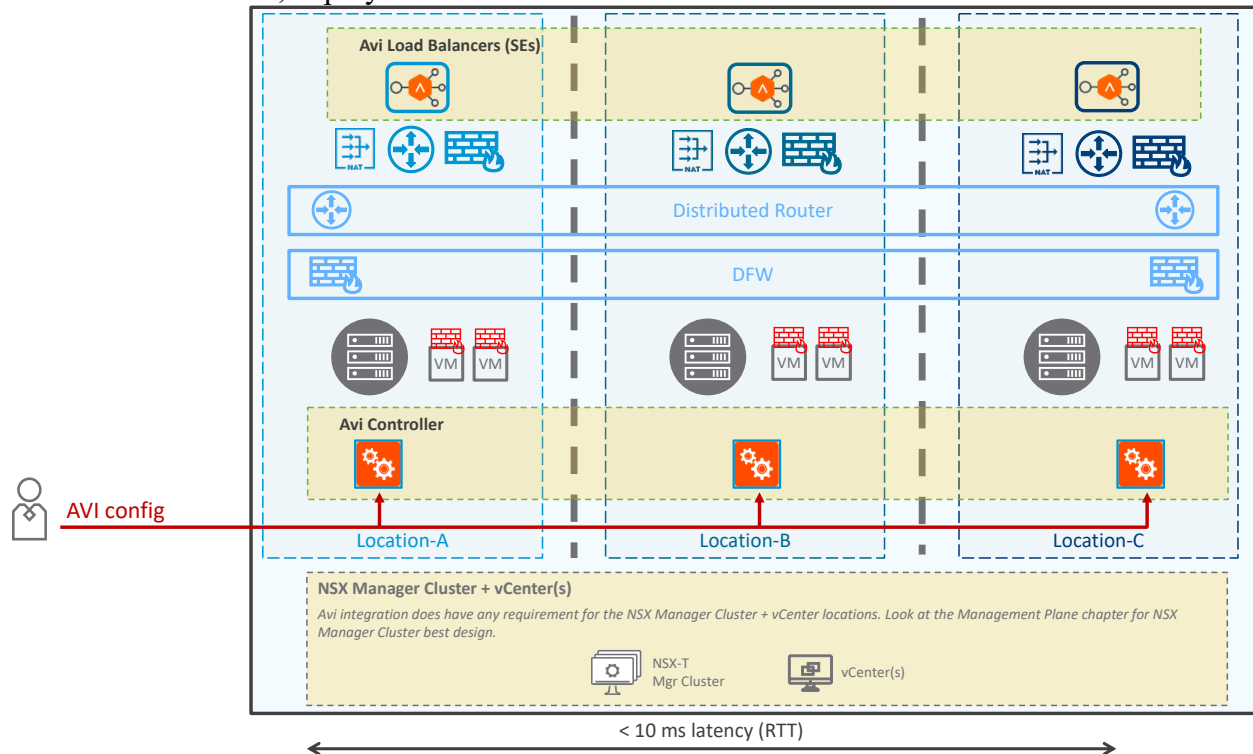 Avi Load Balancers (SEs)
NAT
NAT
NAT
Distributed Router
DFW
VM VM
VM VM
VM VM
Avi Controller
AVI config
Location-A
Location-B
Location-C
NSX Manager Cluster + vCenter(s)
Avi integration does have any requirement for the NSX Manager Cluster + vCenter locations. Look at the Management Plane chapter for NSX
Manager Cluster best design.
NSX-T
Mgr Cluster
vCenter(s)
< 10 ms latency (RTT)